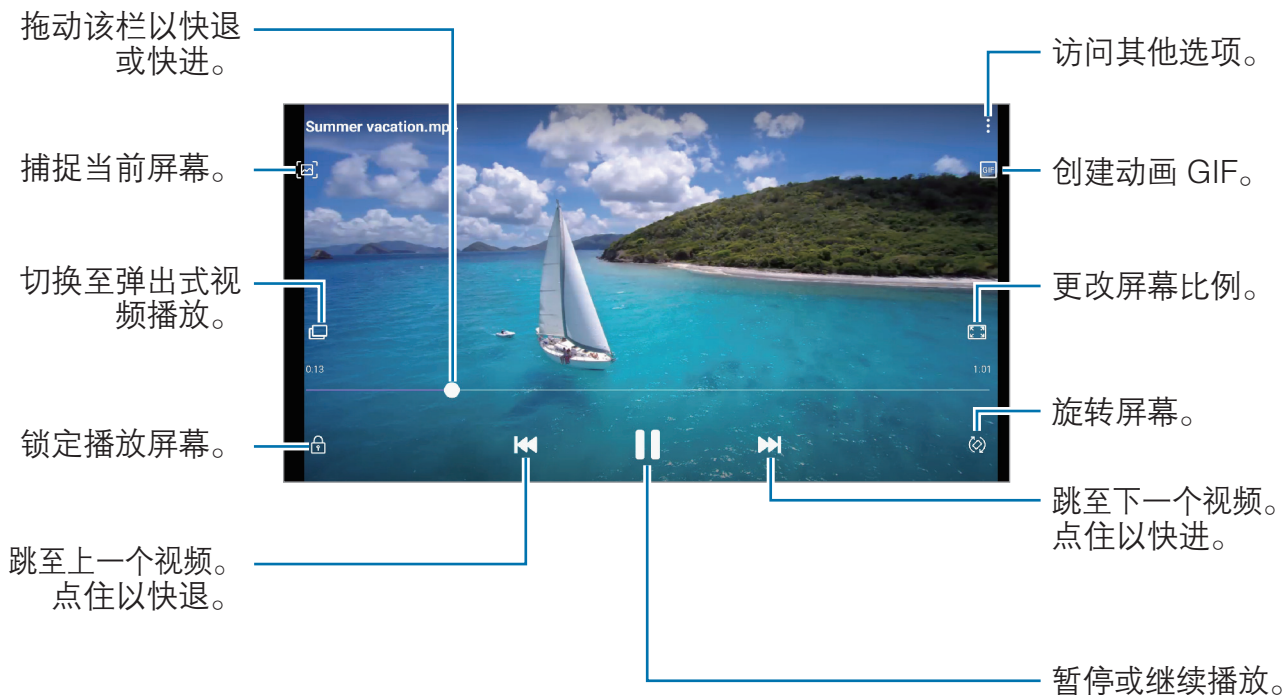 拖动该栏以快退
或快进。
访问其他选项。
Summer vacation.mp4
捕捉当前屏幕。
GIF
创建动画 GIF。
切换至弹出式视
频播放。
更改屏幕比例。
0:13
1:01
锁定播放屏幕。
旋转屏幕。
跳至下一个视频。
点住以快进。
跳至上一个视频。
点住以快退。
暂停或继续播放。